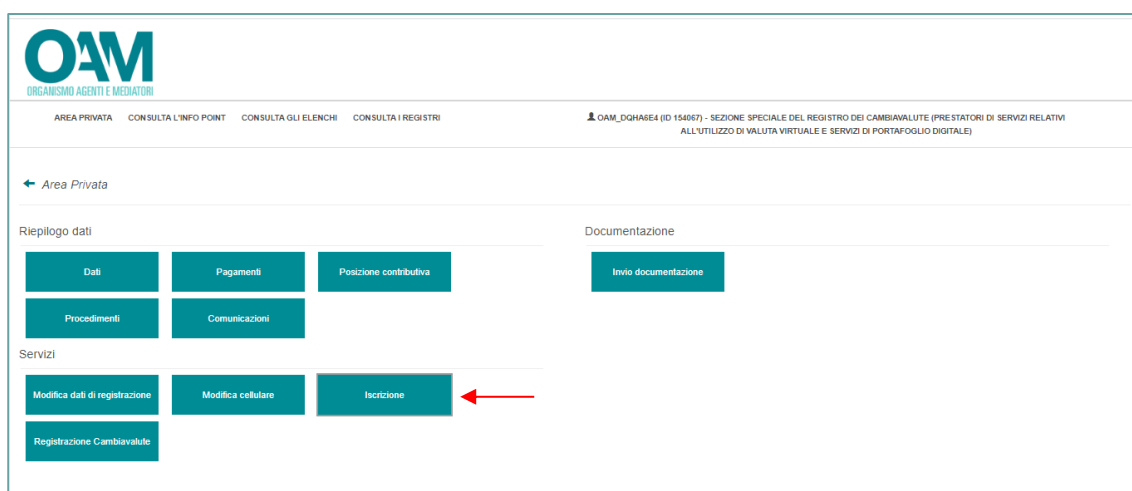 OAM
ORGANISMO AGENTI E MEDIATORI
AREA PRIVATA CONSULTA L'INFO POINT CONSULTA GLI ELENCHI CONSULTA I REGISTRI
OAM_DQHA6E4 (ID 154067) - SEZIONE SPECIALE DEL REGISTRO DEI CAMBIAVALUTE (PRESTATORI DI SERVIZI RELATIVI
ALL'UTILIZZO DI VALUTA VIRTUALE E SERVIZI DI PORTAFOGLIO DIGITALE)
Area Privata
Riepilogo dati
Dati Pagamenti Posizione contributiva
Procedimenti Comunicazioni
Documentazione
Invio documentazione
Servizi
Modifica dati di registrazione Modifica cellulare Iscrizione
Registrazione Cambiavalute